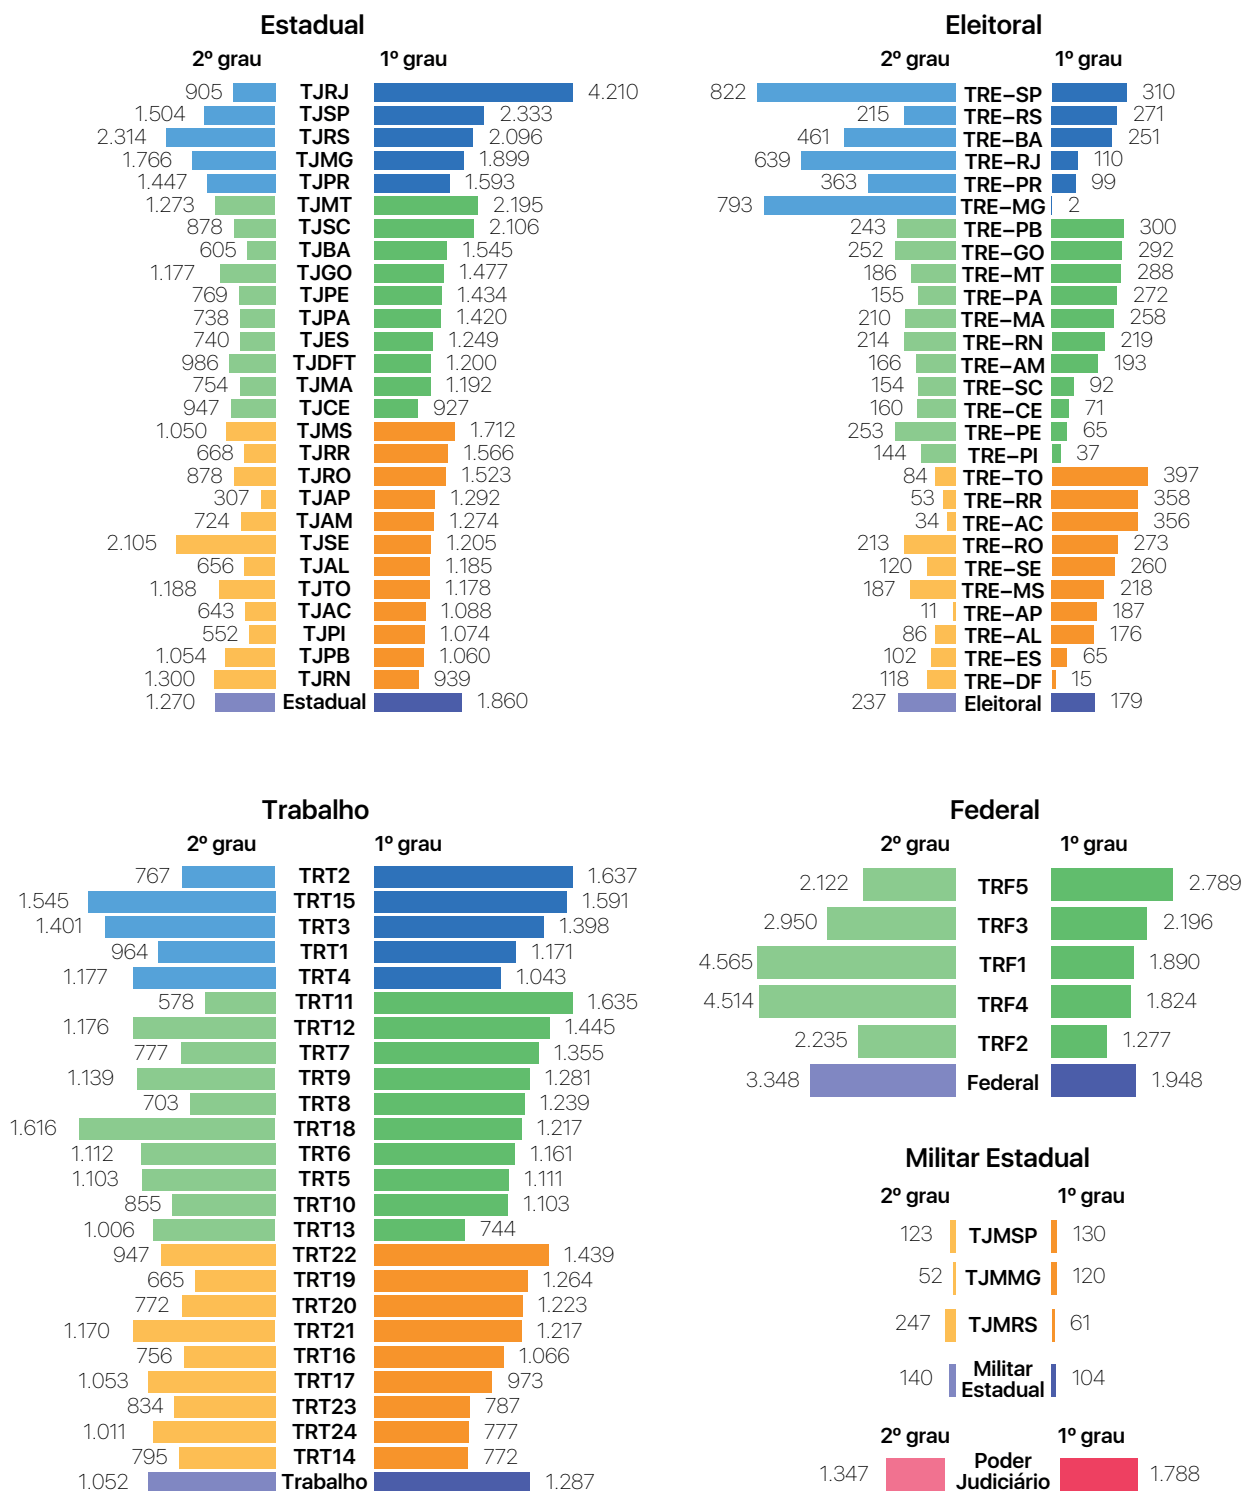 Estadual
2º grau 1º grau
905 TJRJ 4.210
1.504 TJSP 2.333
2.314 TJRS 2.096
1.766 TJMG 1.899
1.447 TJPR 1.593
1.273 TJMT 2.195
878 TJSC 2.106
605 TJBA 1.545
1.177 TJGO 1.477
769 TJPE 1.434
738 TJPA 1.420
740 TJES 1.249
986 TJDFT 1.200
754 TJMA 1.192
947 TJCE 927
1.050 TJMS 1.712
668 TJRR 1.566
878 TJRO 1.523
307 TJAP 1.292
724 TJAM 1.274
2.105 TJSE 1.205
656 TJAL 1.185
1.188 TJTO 1.178
643 TJAC 1.088
552 TJPI 1.074
1.054 TJPB 1.060
1.300 TJRN 939
1.270 Estadual 1.860
Eleitoral
2º grau 1º grau
822 TRE–SP 310
215 TRE–RS 271
461 TRE–BA 251
639 TRE–RJ 110
363 TRE–PR 99
793 TRE–MG 2
243 TRE–PB 300
252 TRE–GO 292
186 TRE–MT 288
155 TRE–PA 272
210 TRE–MA 258
214 TRE–RN 219
166 TRE–AM 193
154 TRE–SC 92
160 TRE–CE 71
253 TRE–PE 65
144 TRE–PI 37
84 TRE–TO 397
53 TRE–RR 358
34 TRE–AC 356
213 TRE–RO 273
120 TRE–SE 260
187 TRE–MS 218
11 TRE–AP 187
86 TRE–AL 176
102 TRE–ES 65
118 TRE–DF 15
237 Eleitoral 179
Trabalho
2º grau 1º grau
767 TRT2 1.637
1.545 TRT15 1.591
1.401 TRT3 1.398
964 TRT1 1.171
1.177 TRT4 1.043
578 TRT11 1.635
1.176 TRT12 1.445
777 TRT7 1.355
1.139 TRT9 1.281
703 TRT8 1.239
1.616 TRT18 1.217
1.112 TRT6 1.161
1.103 TRT5 1.111
855 TRT10 1.103
1.006 TRT13 744
947 TRT22 1.439
665 TRT19 1.264
772 TRT20 1.223
1.170 TRT21 1.217
756 TRT16 1.066
1.053 TRT17 973
834 TRT23 787
1.011 TRT24 777
795 TRT14 772
1.052 Trabalho 1.287
Federal
2º grau 1º grau
2.122 TRF5 2.789
2.950 TRF3 2.196
4.565 TRF1 1.890
4.514 TRF4 1.824
2.235 TRF2 1.277
3.348 Federal 1.948
Militar Estadual
2º grau 1º grau
123 TJMSP 130
52 TJMMG 120
247 TJMRS 61
140 Militar 104
Estadual
2º grau 1º grau
1.347 Poder 1.788
Judiciário